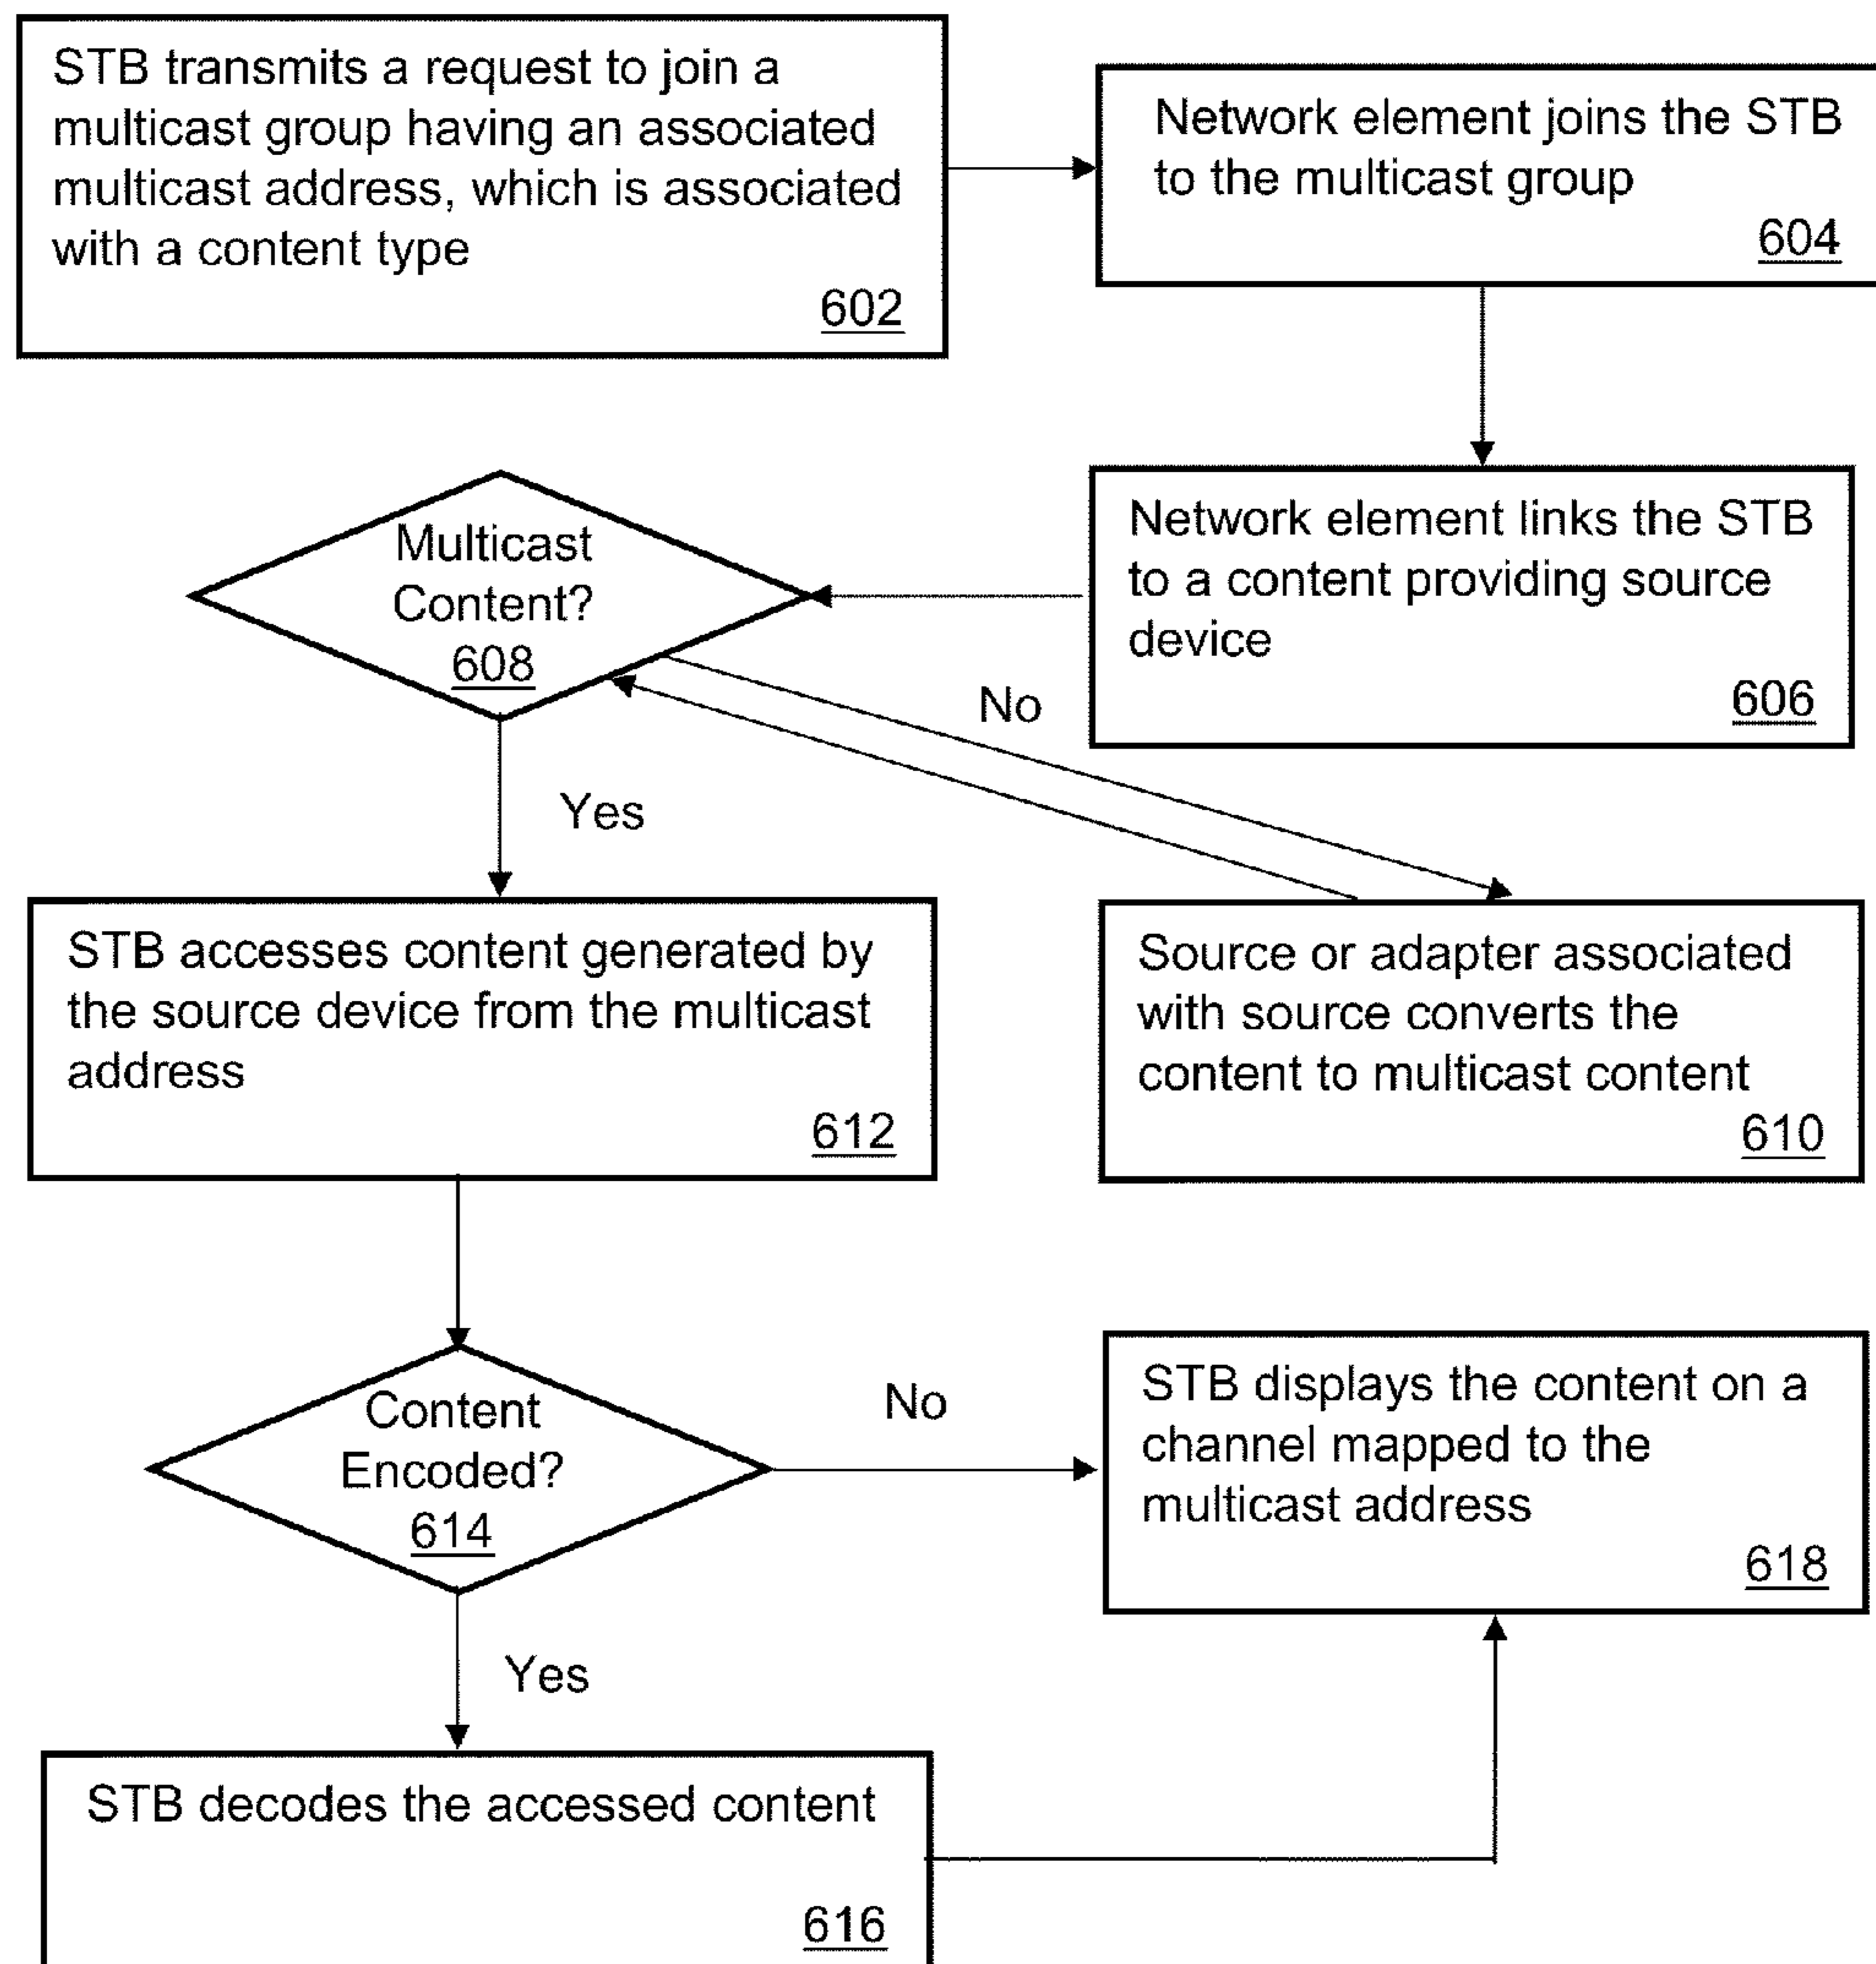 STB transmits a request to join a
multicast group having an associated
multicast address, which is associated
with a content type
602
Network element joins the STB
to the multicast group
604
Network element links the STB
to a content providing source
device
606
Multicast
Content?
608
No
Yes
Source or adapter associated
with source converts the
content to multicast content
610
STB accesses content generated by
the source device from the multicast
address
612
Content
Encoded?
614
No
Yes
STB displays the content on a
channel mapped to the
multicast address
618
STB decodes the accessed content
616